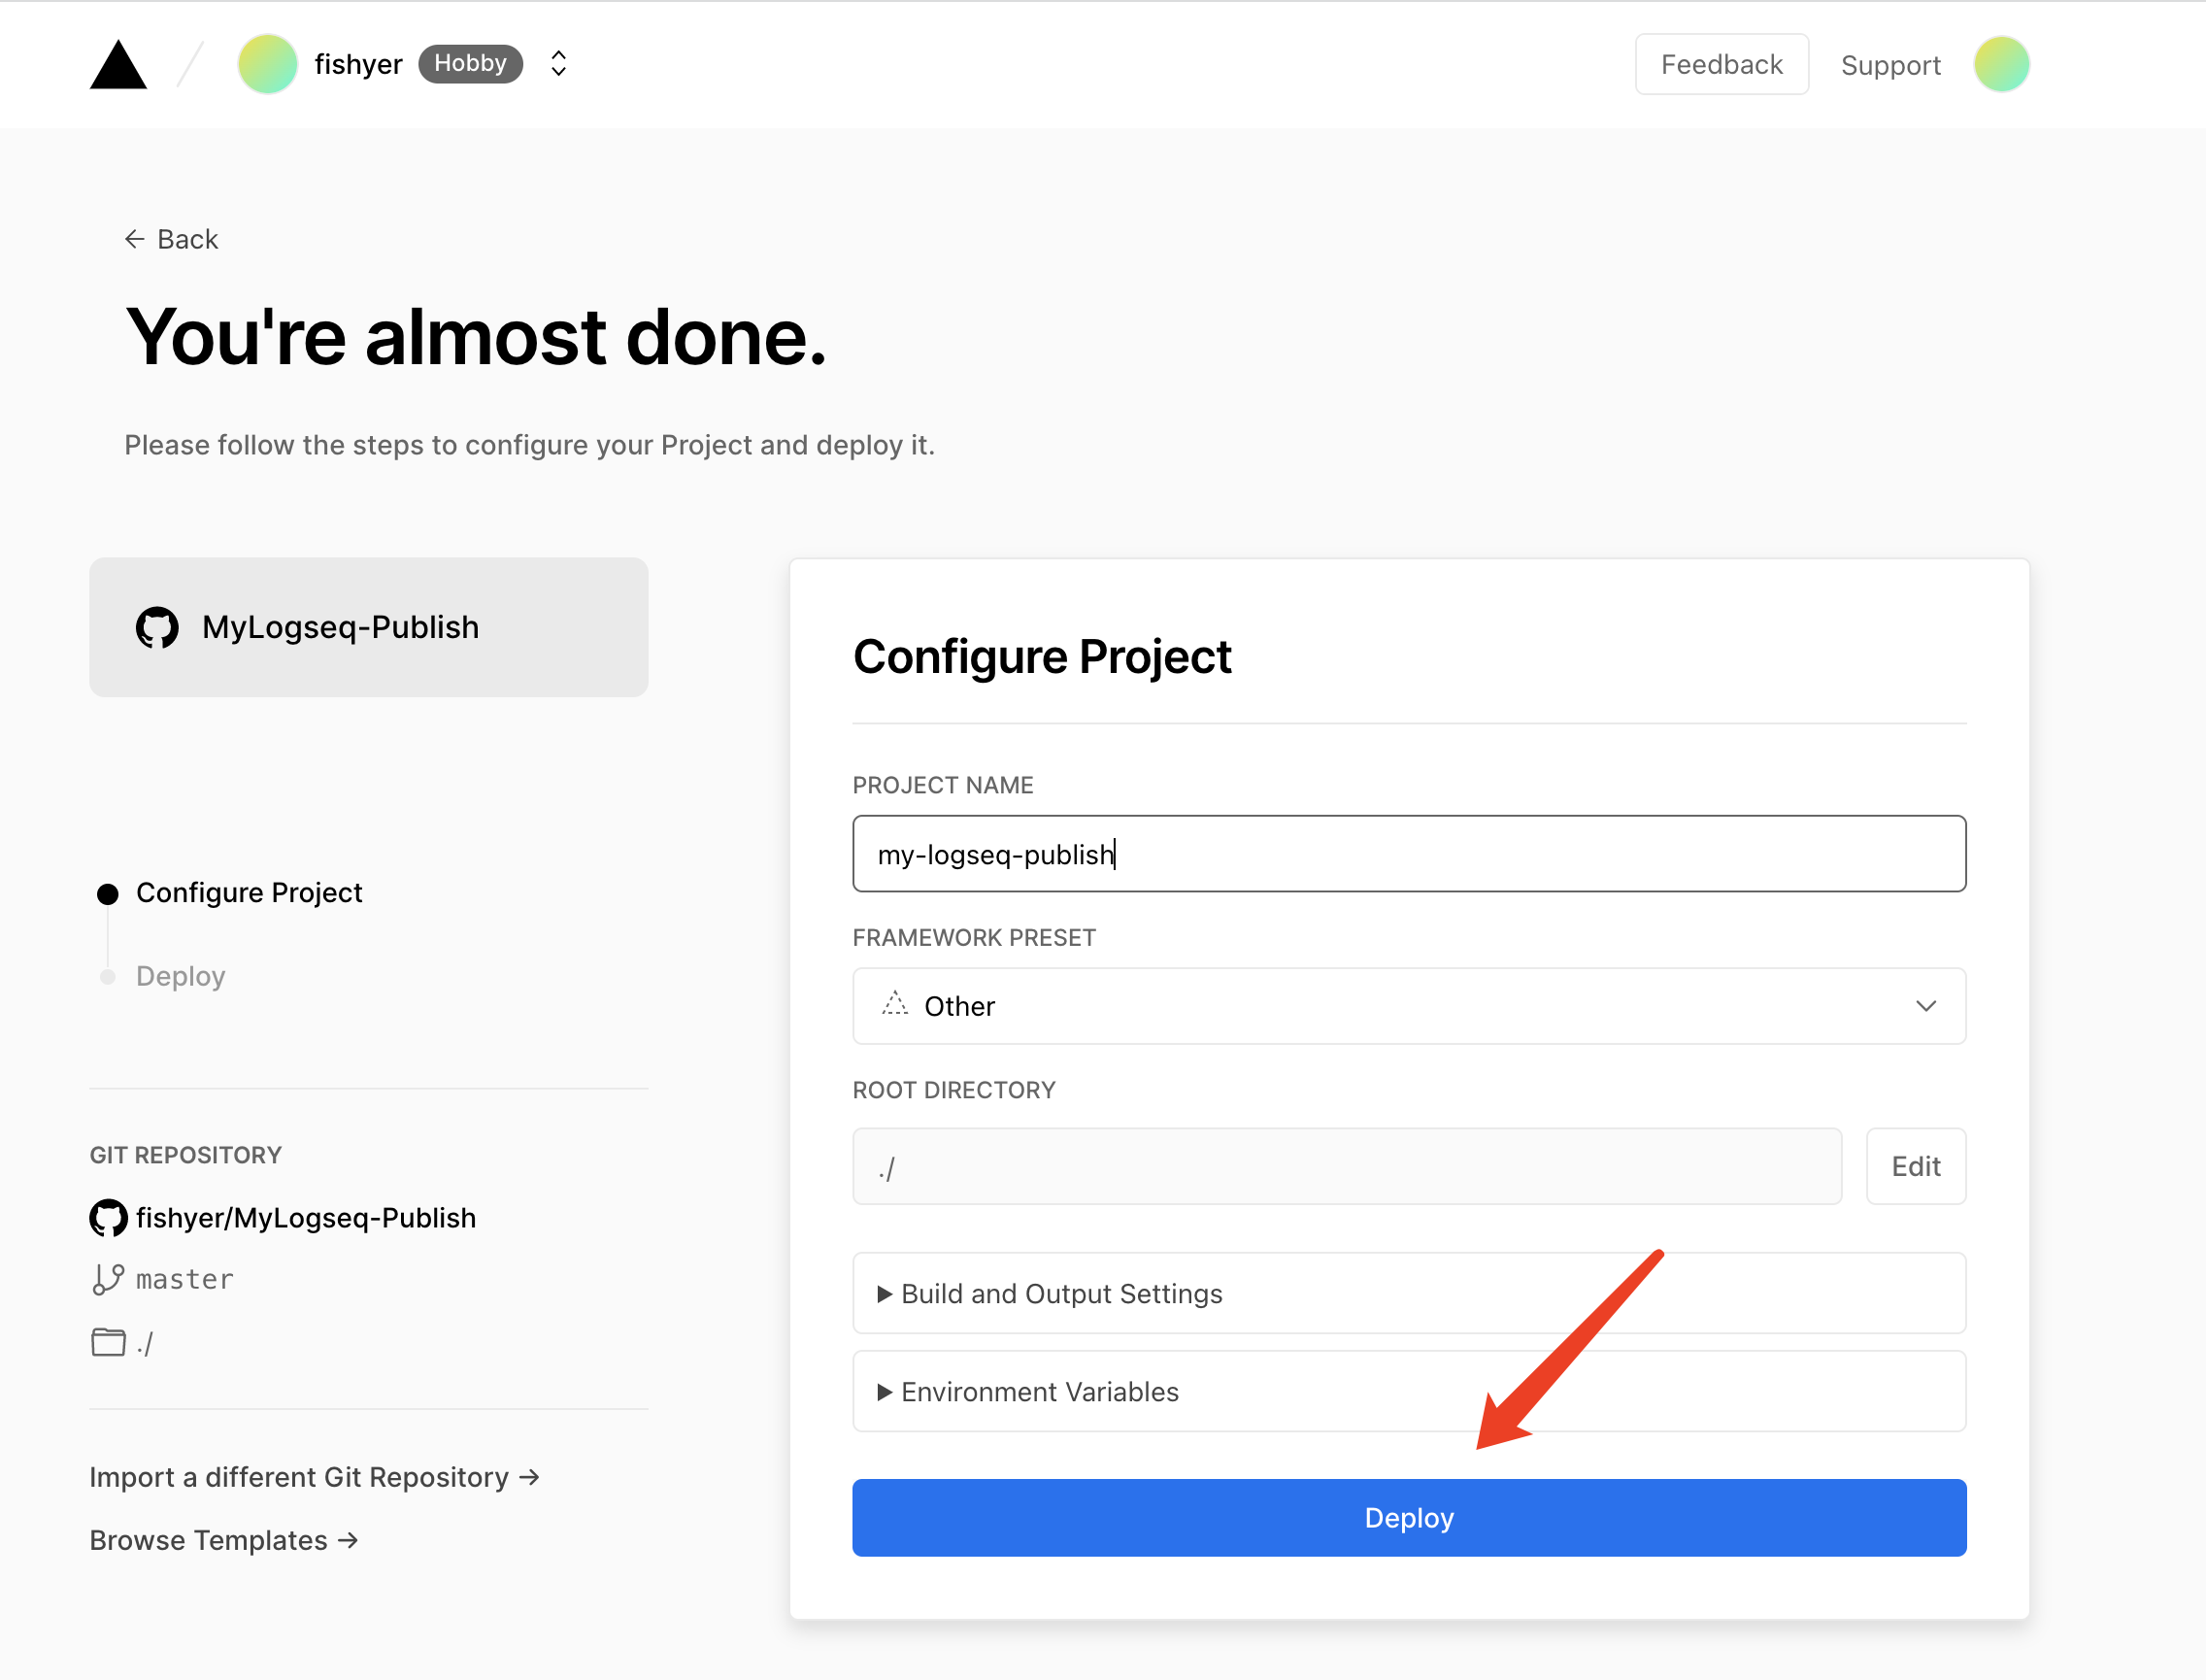 fishyer Hobby
Feedback Support
← Back
You're almost done.
Please follow the steps to configure your Project and deploy it.
MyLogseq-Publish
Configure Project
Deploy
GIT REPOSITORY
fishyer/MyLogseq-Publish
master
./
Import a different Git Repository →
Browse Templates →
Configure Project
PROJECT NAME
my-logseq-publish
FRAMEWORK PRESET
Other
ROOT DIRECTORY
./ Edit
Build and Output Settings
Environment Variables
Deploy